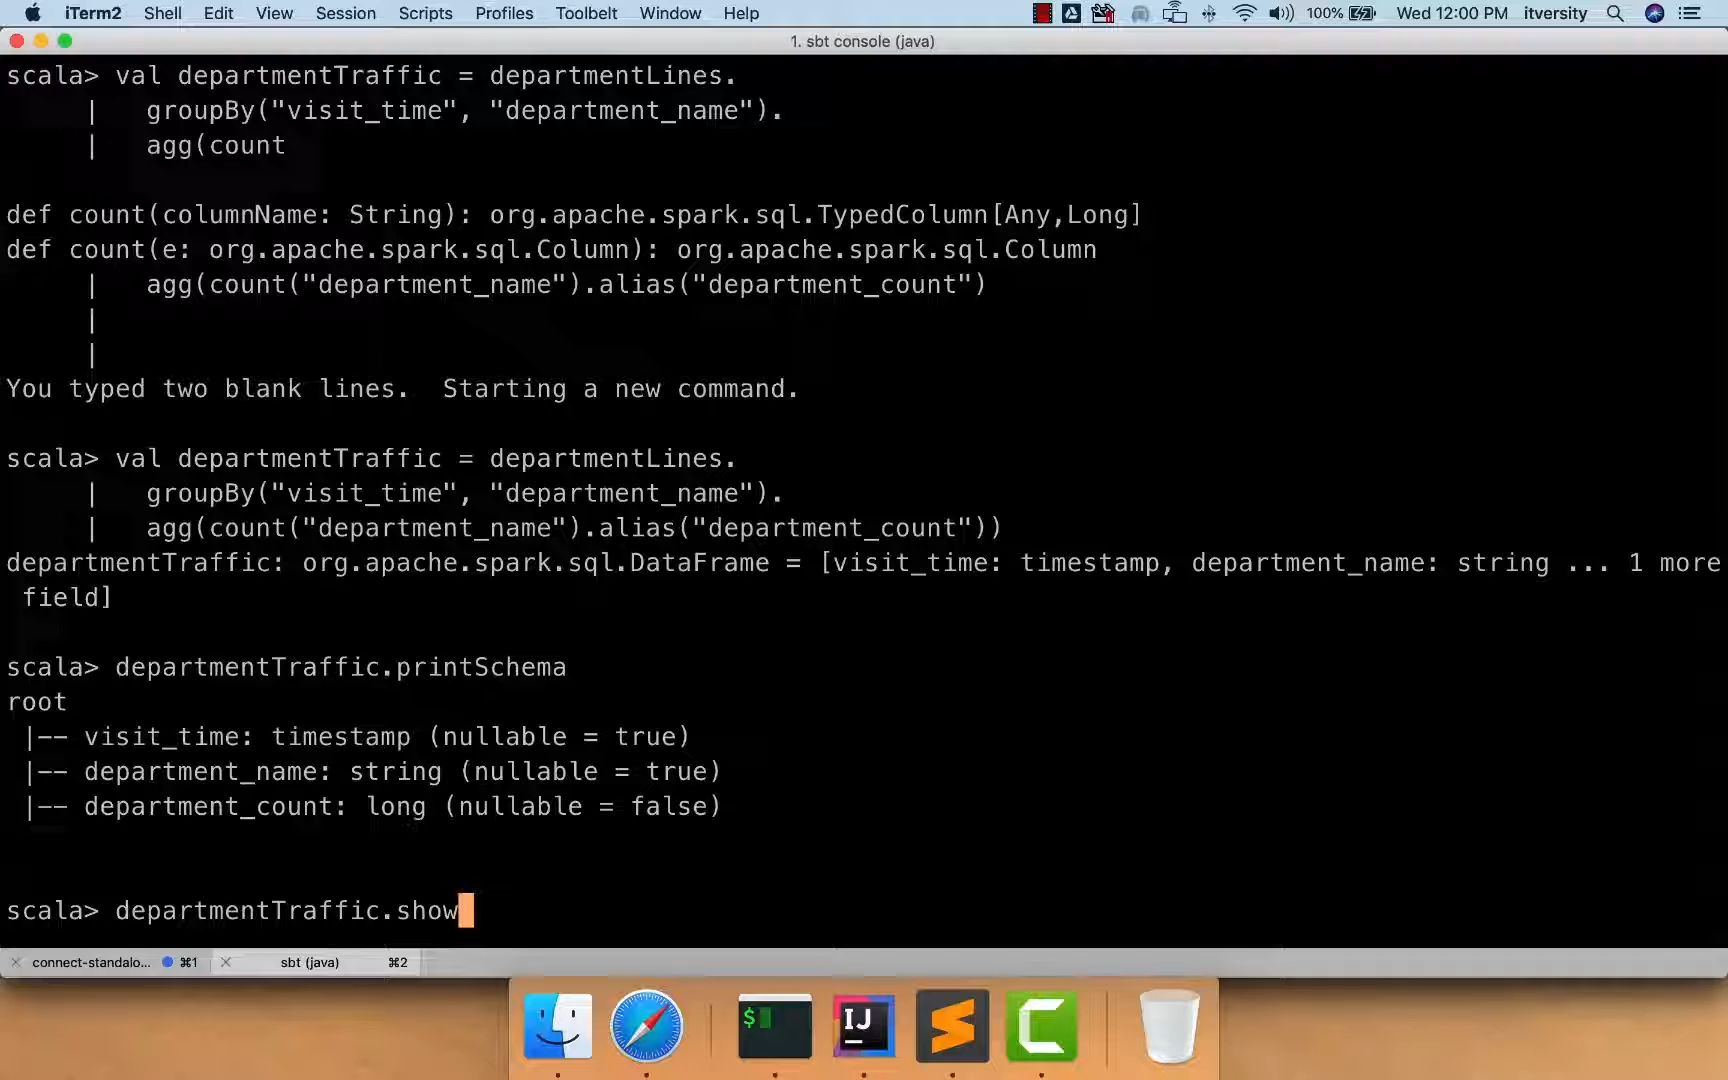 iTerm2 Shell Edit View Session Scripts Profiles Toolbelt Window Help 100% Wed 12:00 PM itversity
1. sbt console (java)
scala> val departmentTraffic = departmentLines.
| groupBy("visit_time", "department_name").
| agg(count
def count(columnName: String): org.apache.spark.sql.TypedColumn[Any,Long]
def count(e: org.apache.spark.sql.Column): org.apache.spark.sql.Column
| agg(count("department_name").alias("department_count")
|
|
You typed two blank lines.  Starting a new command.
scala> val departmentTraffic = departmentLines.
| groupBy("visit_time", "department_name").
| agg(count("department_name").alias("department_count"))
departmentTraffic: org.apache.spark.sql.DataFrame = [visit_time: timestamp, department_name: string ... 1 more
field]
scala> departmentTraffic.printSchema
root
|-- visit_time: timestamp (nullable = true)
|-- department_name: string (nullable = true)
|-- department_count: long (nullable = false)
scala> departmentTraffic.show
connect-standalo... ⌘1 sbt (java) ⌘2
$ IJ